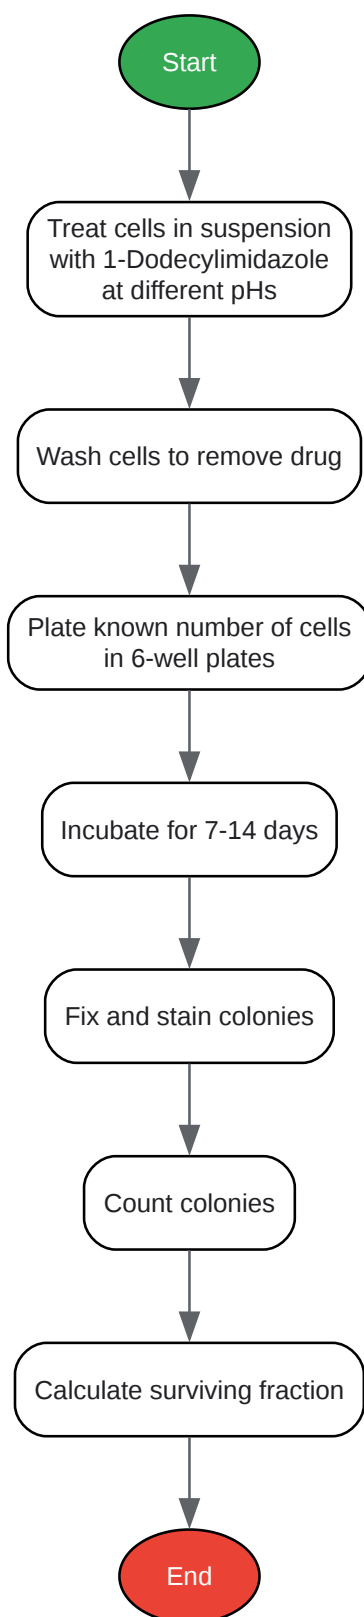 Start
Treat cells in suspension
with 1-Dodecylimidazole
at different pHs
Wash cells to remove drug
Plate known number of cells
in 6-well plates
Incubate for 7-14 days
Fix and stain colonies
Count colonies
Calculate surviving fraction
End